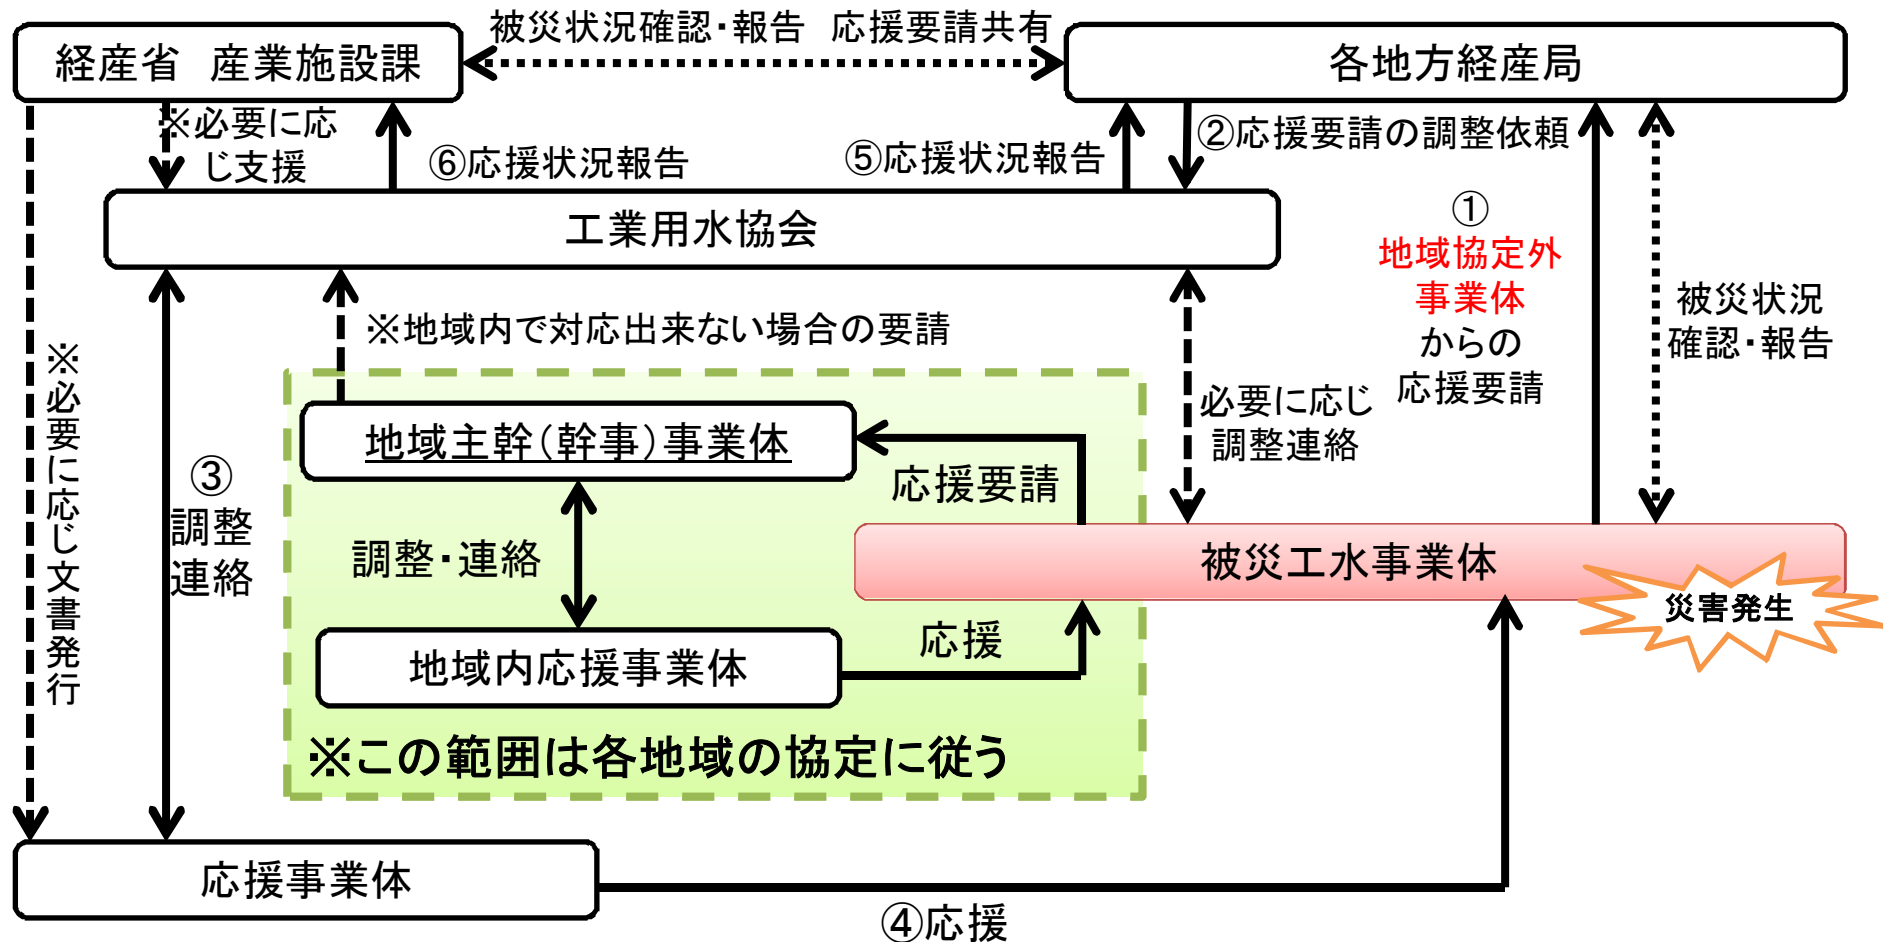 被災状況確認・報告　応援要請共有
経産省　産業施設課
各地方経産局
※必要に応
じ支援
⑥応援状況報告
⑤応援状況報告
②応援要請の調整依頼
工業用水協会
①
地域協定外
事業体
からの
応援要請
被災状況
確認・報告
※地域内で対応出来ない場合の要請
※必要に応じ文書発行
③
調整
連絡
地域主幹（幹事）事業体
応援要請
必要に応じ
調整連絡
調整・連絡
被災工水事業体
災害発生
地域内応援事業体
応援
※この範囲は各地域の協定に従う
応援事業体
④応援